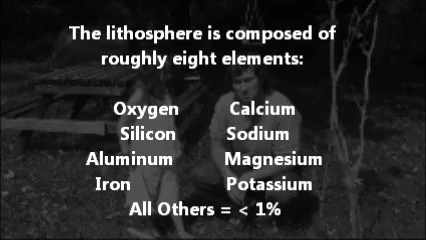 The lithosphere is composed of
roughly eight elements:
Oxygen Calcium
Silicon Sodium
Aluminum Magnesium
Iron Potassium
All Others = < 1%